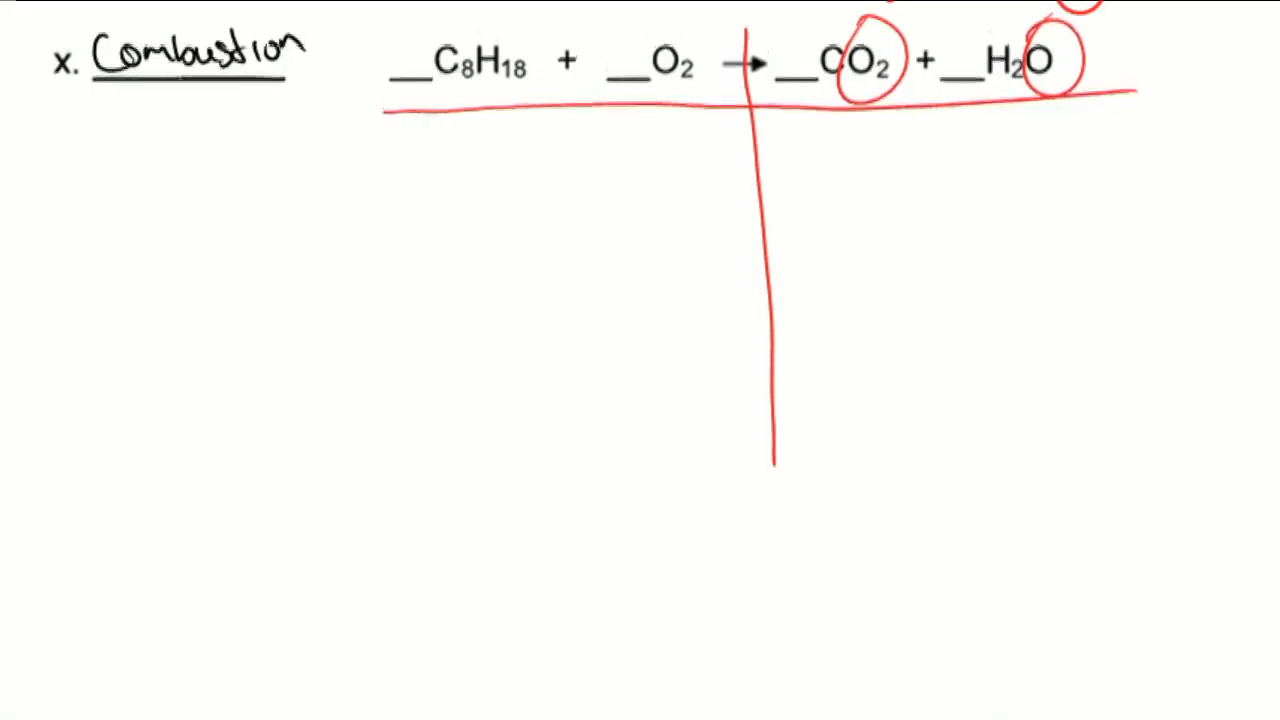 x. Combustion __C₈H₁₈ + __O₂ → __CO₂ + __H₂O